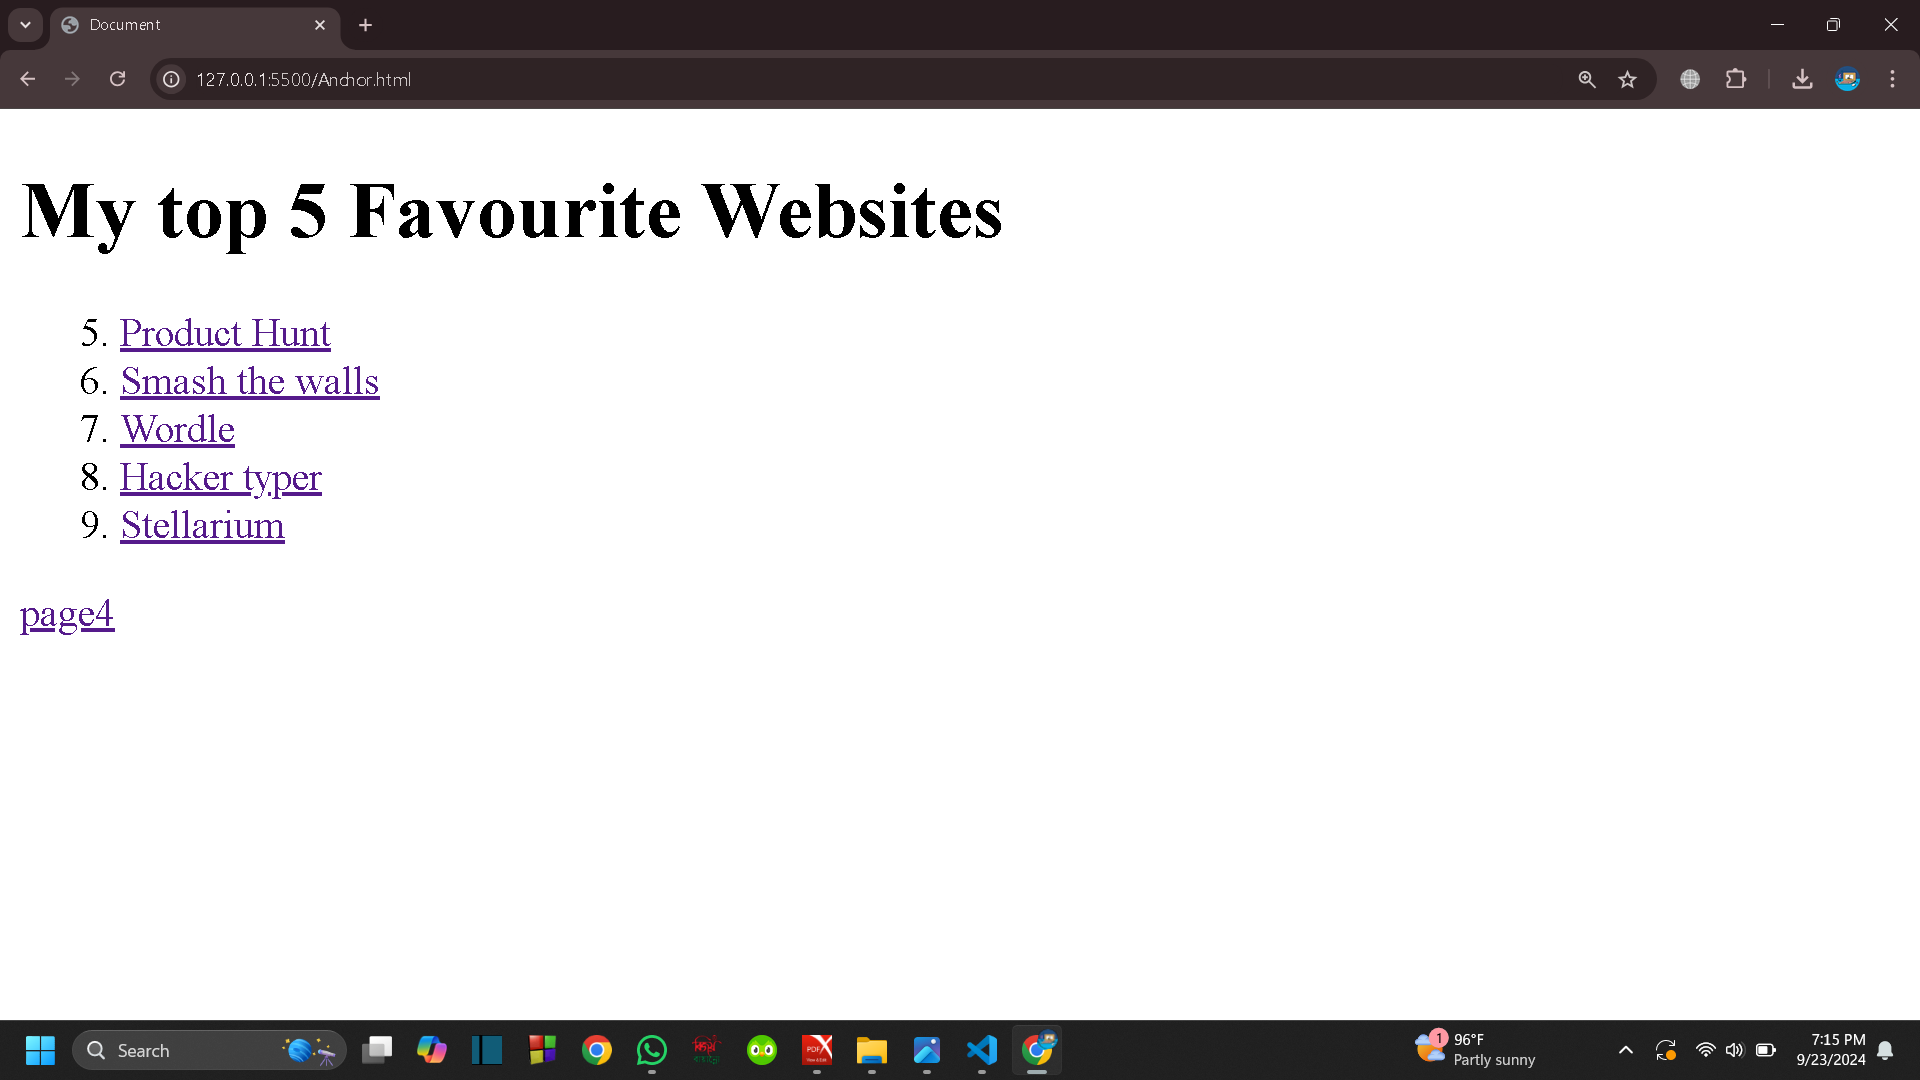 Document
127.0.0.1:5500/Anchor.html
My top 5 Favourite Websites
5. Product Hunt
6. Smash the walls
7. Wordle
8. Hacker typer
9. Stellarium
page4
Search
PDF
1
96°F
Partly sunny
7:15 PM
9/23/2024